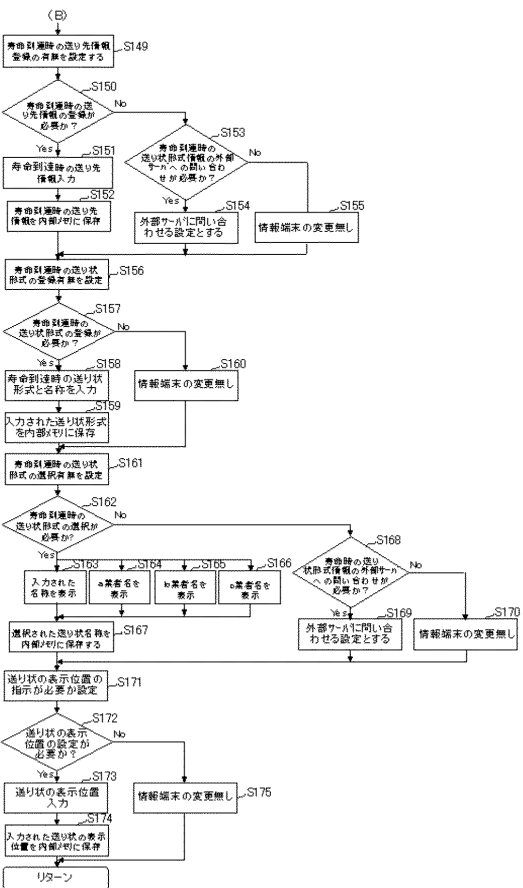 (B)
寿命到達時の送り先情報
登録の有無を設定する
S149
S150
寿命到達時の送
り先情報の登録が
必要か？
No
Yes
S151
寿命到達時の送り先
情報入力
S152
寿命到達時の送り先
情報を内部メモリに保存
S153
寿命到達時の
送り状形式情報の外部
サーバへの問い合わ
せが必要か？
No
Yes
S154
外部サーバに問い合
わせる設定とする
S155
情報端末の変更無し
S156
寿命到達時の送り状
形式の登録有無を設定
S157
寿命到達時の
送り状形式の登録が
必要か？
No
Yes
S158
寿命到達時の送り状
形式と名称を入力
S159
入力された送り状形式
を内部メモリに保存
S160
情報端末の変更無し
S161
寿命到達時の送り状
形式の選択有無を設定
S162
寿命到達時の
送り状形式の選択が
必要か?
No
Yes
S163
入力された
名称を表示
S164
a業者名を
表示
S165
b業者名を
表示
S166
c業者名を
表示
S167
選択された送り状名称を
内部メモリに保存する
S168
寿命時の送り
状形式情報の外部サーバ
への問い合わせが
必要か？
No
Yes
S169
外部サーバに問い合
わせる設定とする
S170
情報端末の変更無し
S171
送り状の表示位置の
指示が必要か設定
S172
送り状の表示
位置の設定が
必要か？
No
Yes
S173
送り状の表示位置
入力
S174
入力された送り状の表示
位置を内部メモリに保存
S175
情報端末の変更無し
リターン